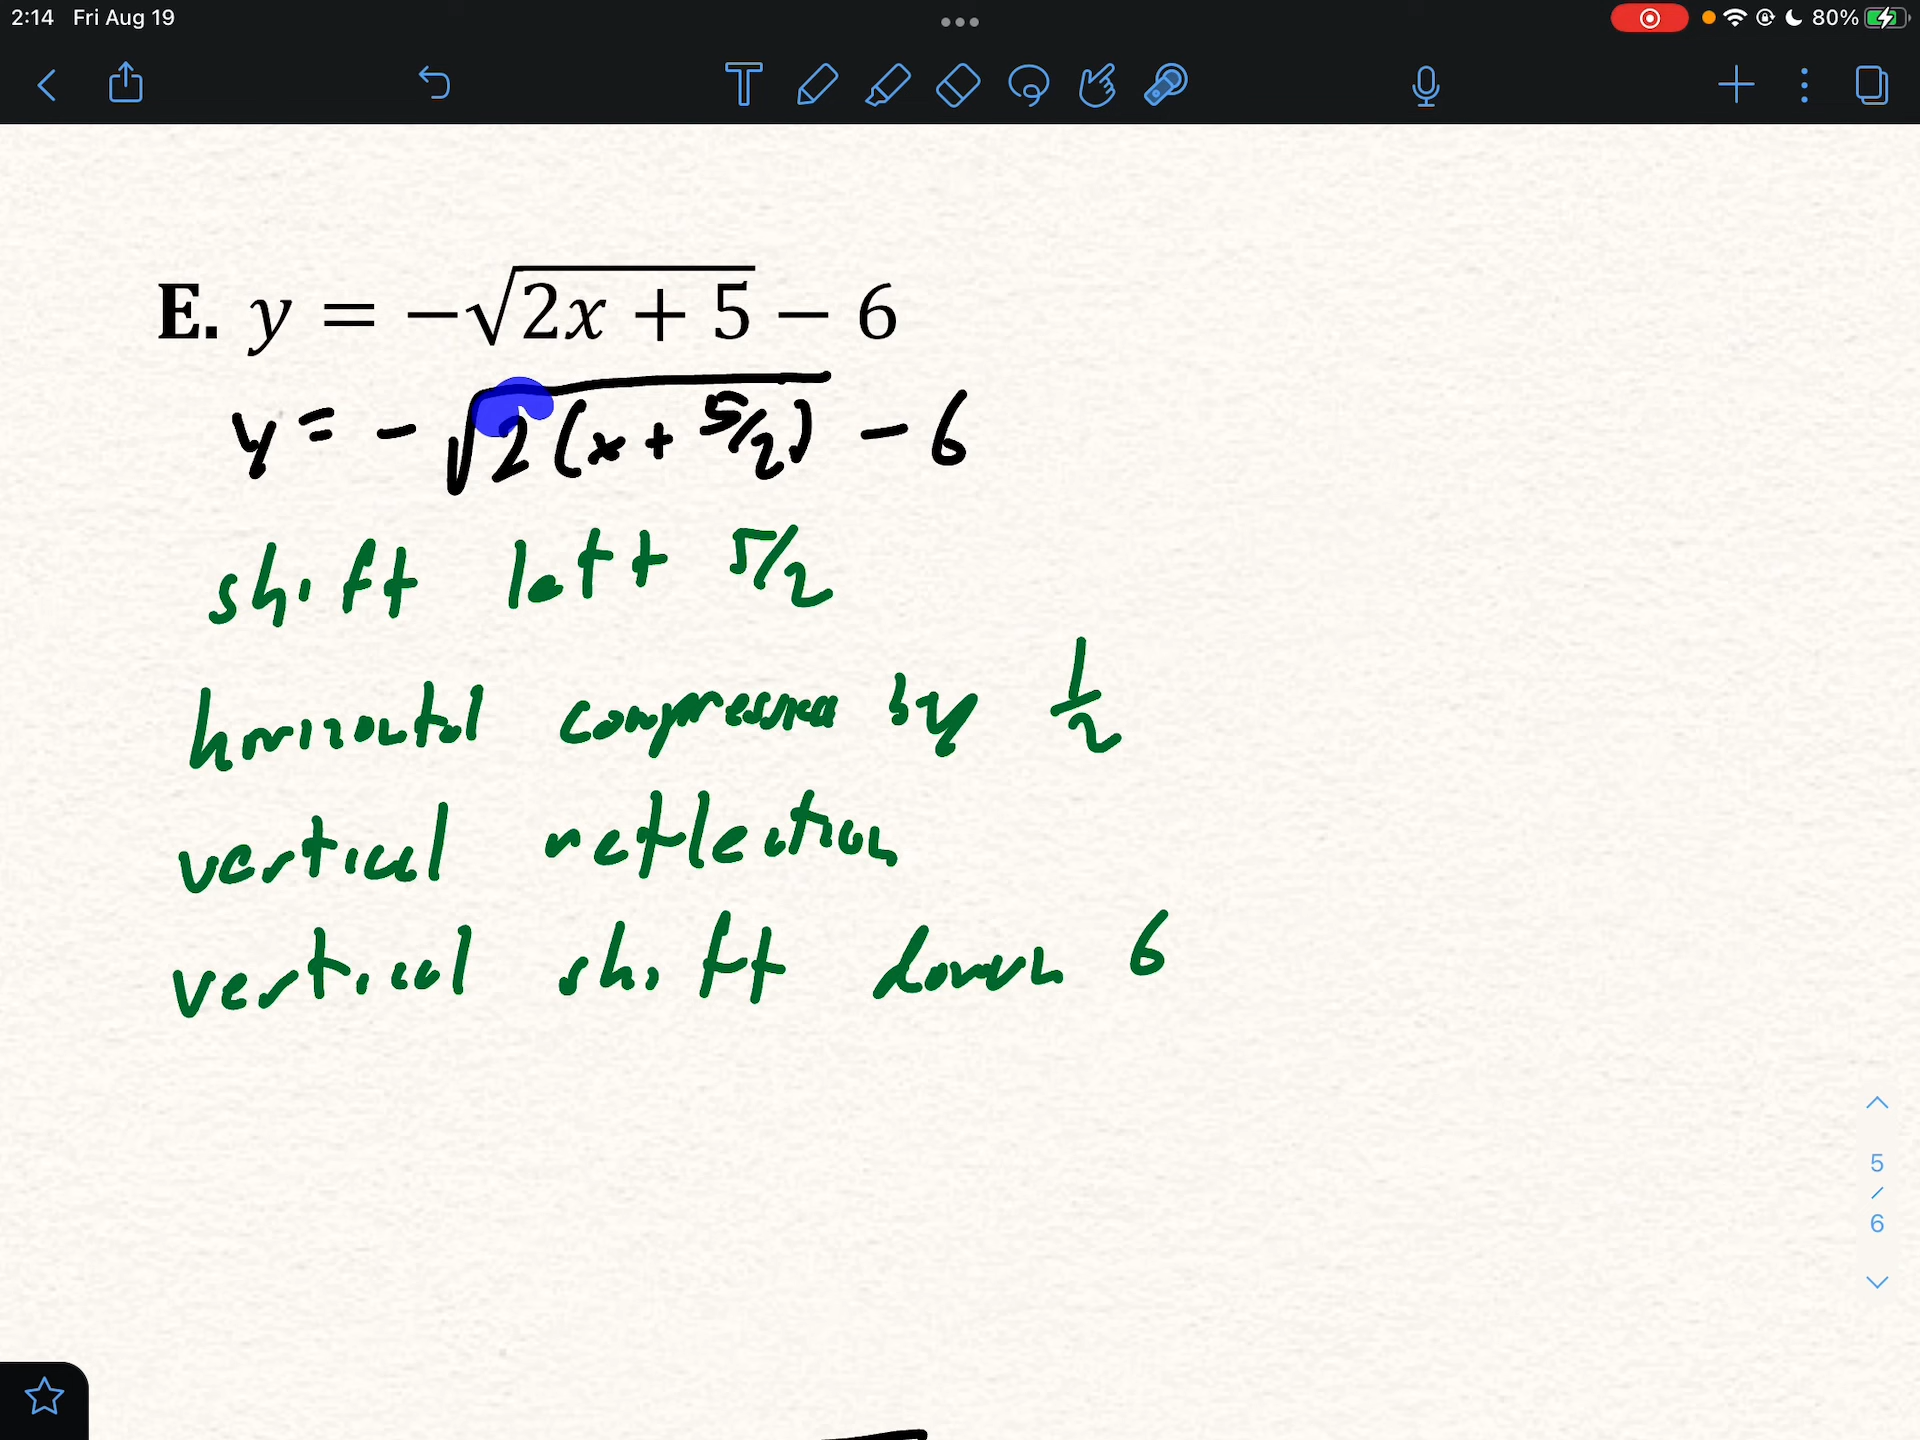 2:14 Fri Aug 19
80%
T
E. y = −√(2x + 5) − 6
y = - √(2(x + 5/2)) - 6
shift left 5/2
horizontal compression by 1/2
vertical reflection
vertical shift down 6
5
/
6